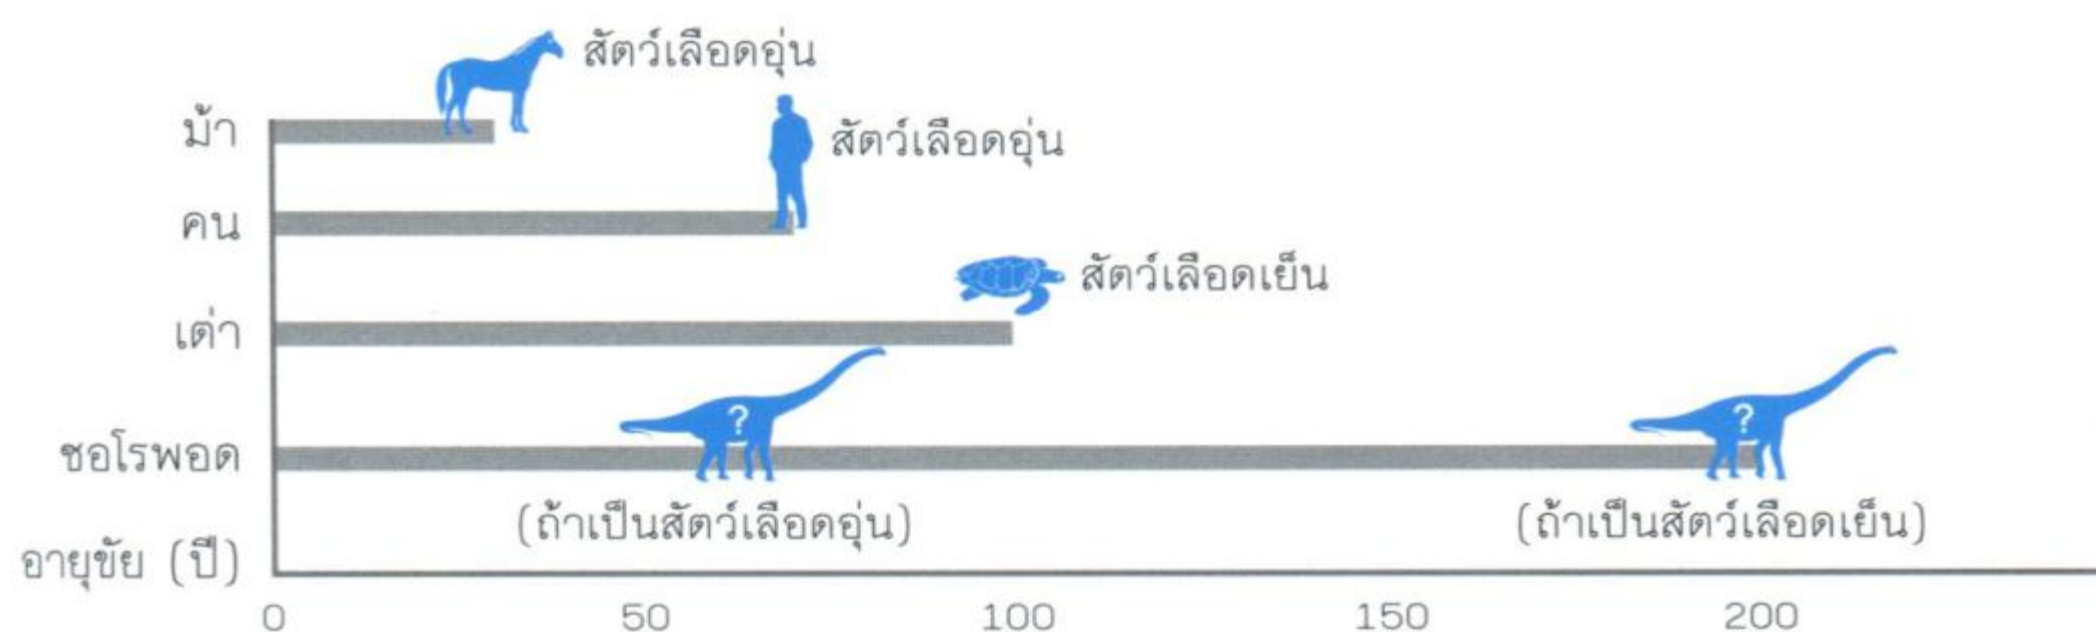 สัตว์เลือดอุ่น
ม้า
สัตว์เลือดอุ่น
คน
สัตว์เลือดเย็น
เต่า
? ?
ซอโรพอด
(ถ้าเป็นสัตว์เลือดอุ่น) (ถ้าเป็นสัตว์เลือดเย็น)
อายุขัย (ปี)
0 50 100 150 200